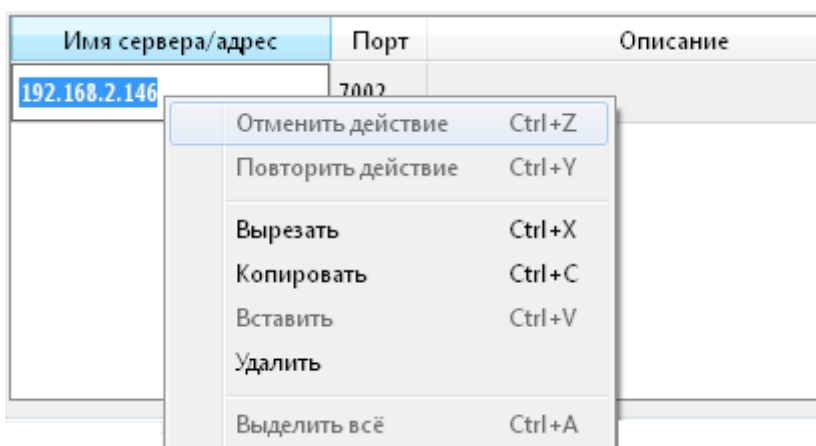 Имя сервера/адрес Порт Описание
192.168.2.146 7002
Отменить действие Ctrl+Z
Повторить действие Ctrl+Y
Вырезать Ctrl+X
Копировать Ctrl+C
Вставить Ctrl+V
Удалить
Выделить всё Ctrl+A